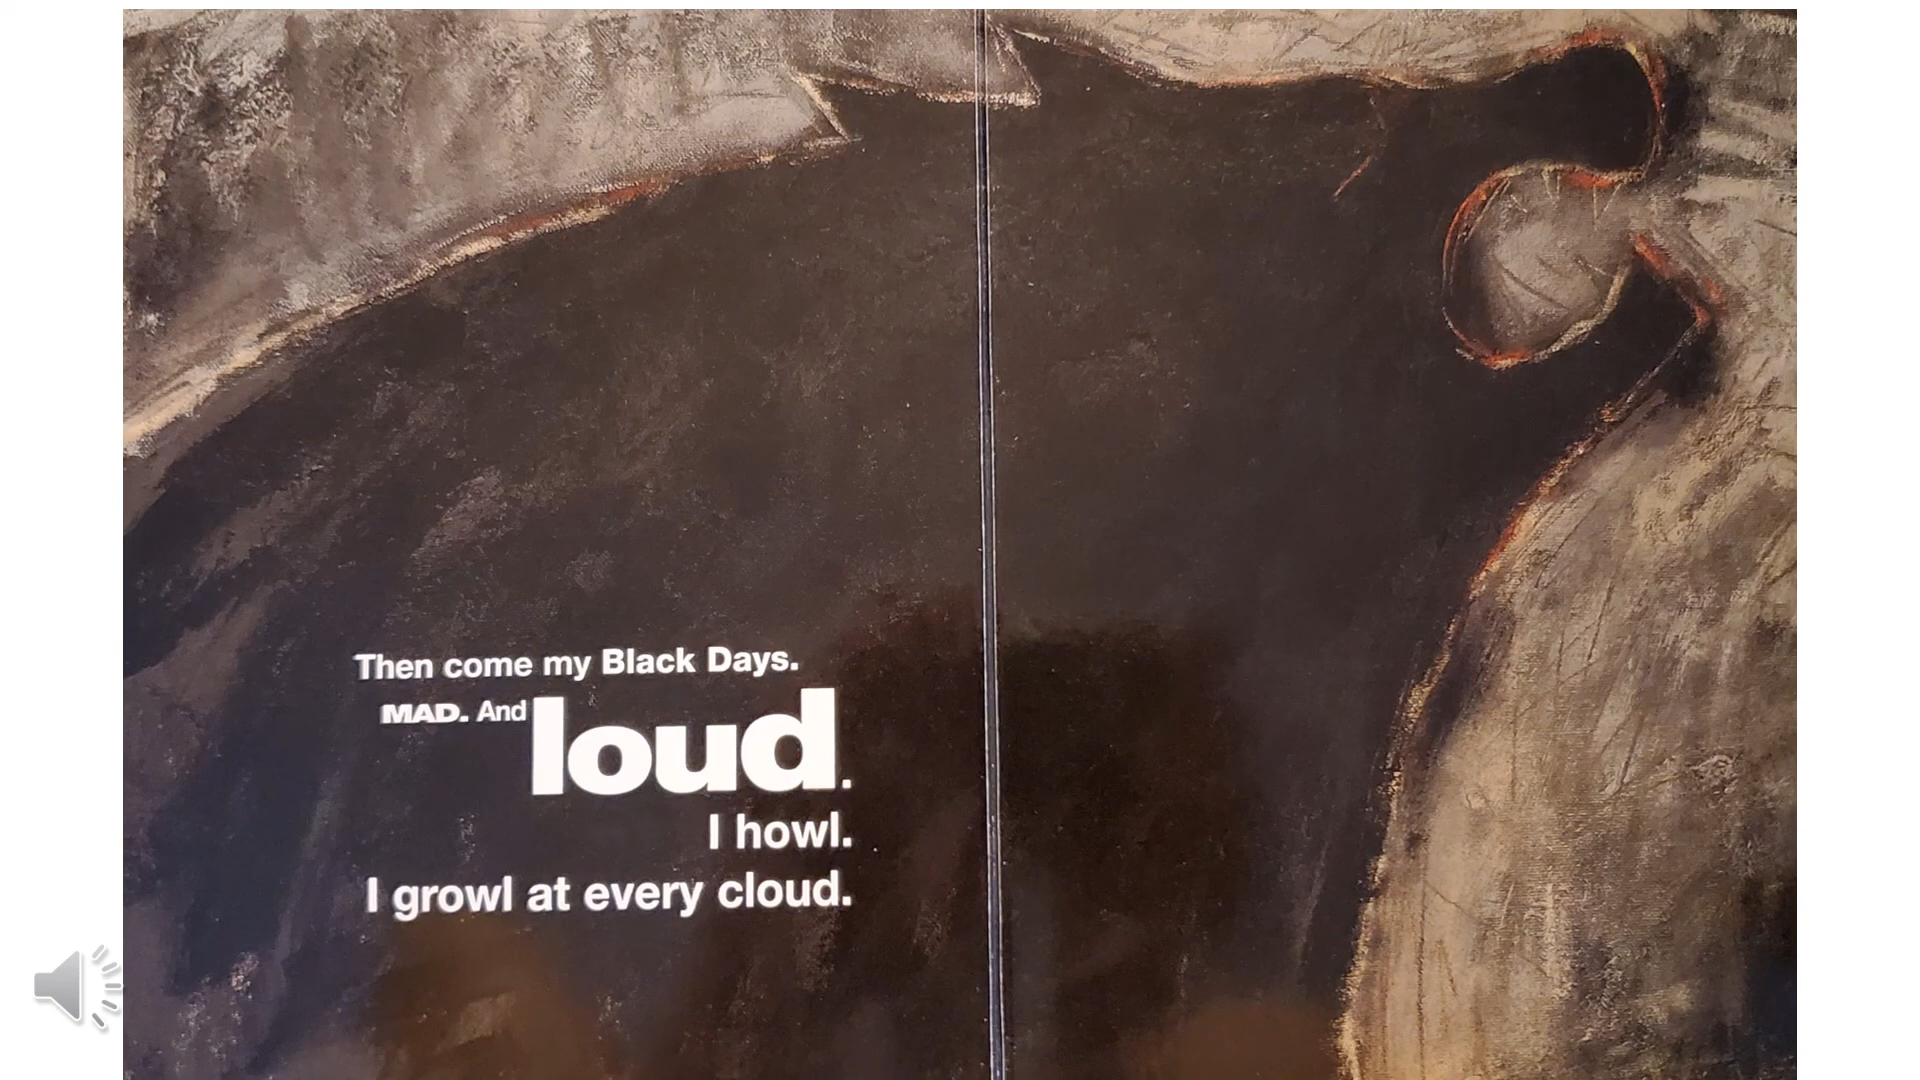 Then come my Black Days.
MAD. And loud.
I howl.
I growl at every cloud.